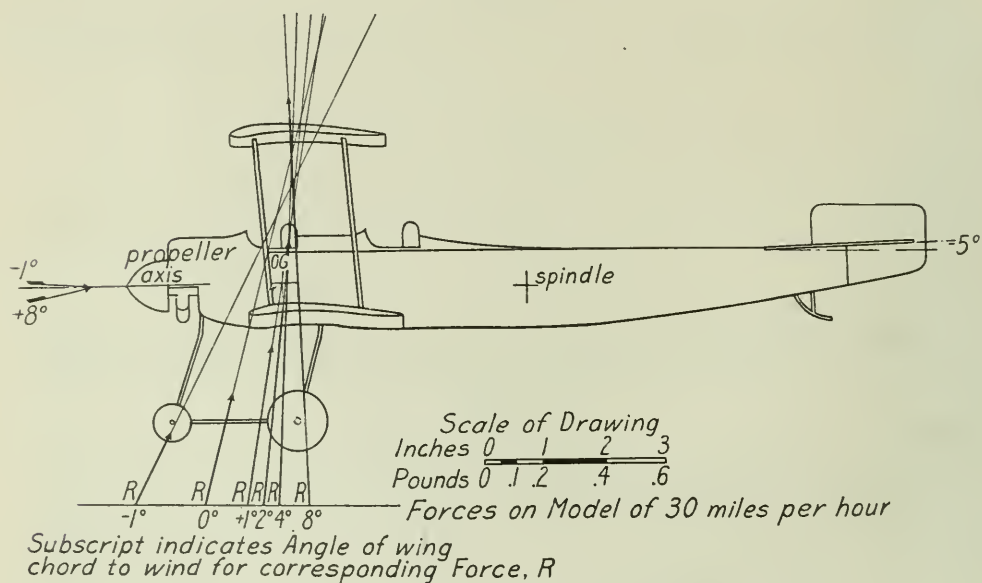 propeller
axis
-1°
+8°
OG
T
spindle
-5°
Scale of Drawing
Inches 0 1 2 3
Pounds 0 .1 .2 .4 .6
R R R R R R
-1° 0° +1° 2° 4° 8°
Forces on Model of 30 miles per hour
Subscript indicates Angle of wing
chord to wind for corresponding Force, R